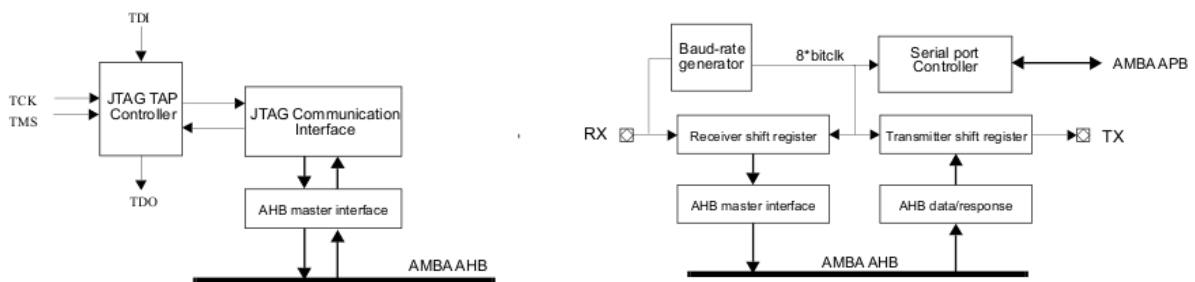 TDI
TCK
TMS
JTAG TAP
Controller
JTAG Communication
Interface
TDO
AHB master interface
AMBA AHB
Baud-rate
generator
8*bitclk
Serial port
Controller
AMBA APB
RX
Receiver shift register
Transmitter shift register
TX
AHB master interface
AHB data/response
AMBA AHB